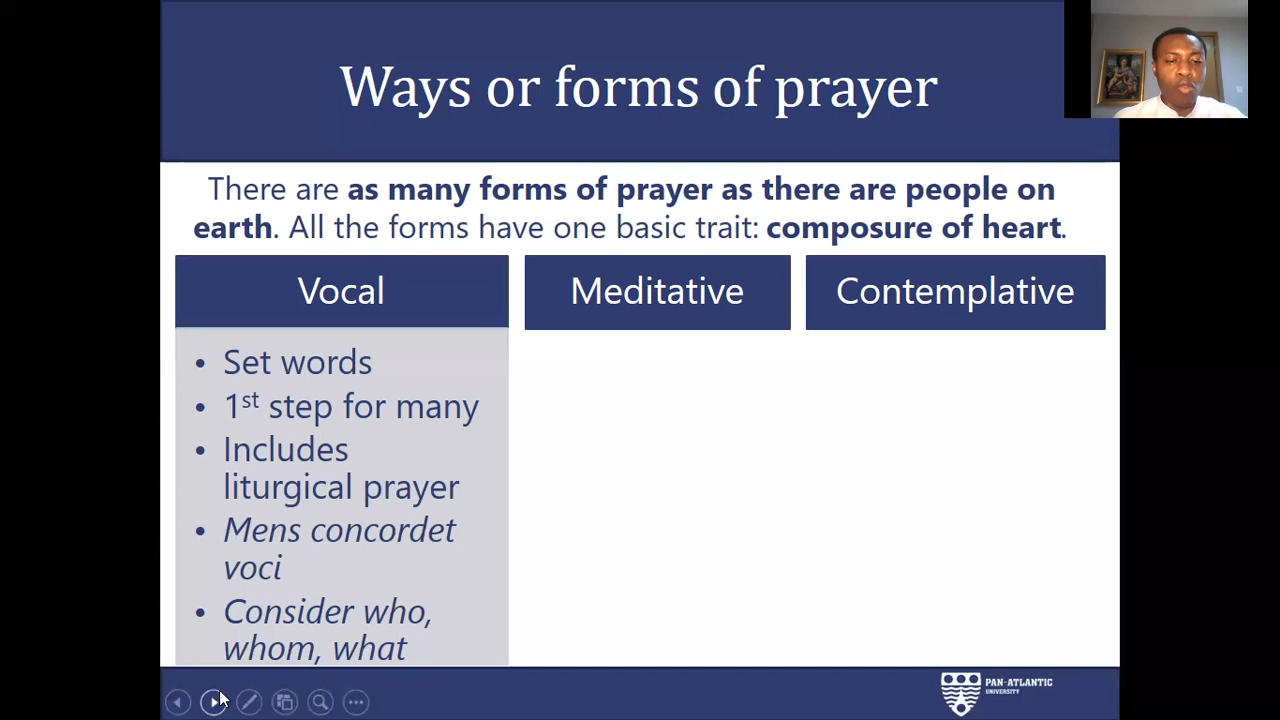 Ways or forms of prayer
There are as many forms of prayer as there are people on
earth. All the forms have one basic trait: composure of heart.
Vocal
• Set words
• 1st step for many
• Includes
liturgical prayer
• Mens concordet
voci
• Consider who,
whom, what
Meditative
Contemplative
PAN-ATLANTIC
UNIVERSITY